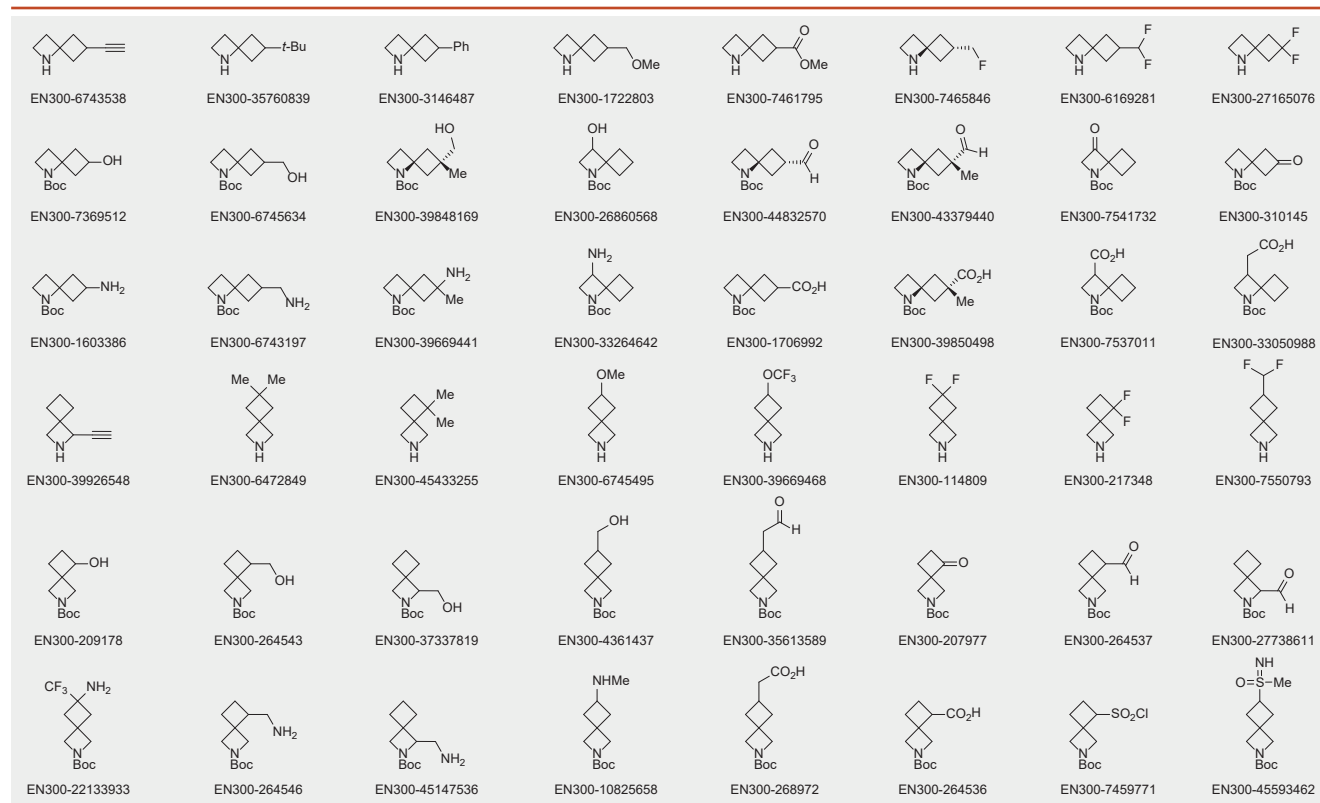 t-Bu
Ph
OMe
O
OMe
F
F
F
F
F
N
H
N
H
N
H
N
H
N
H
N
H
N
H
N
H
EN300-6743538 EN300-35760839 EN300-3146487 EN300-1722803 EN300-7461795 EN300-7465846 EN300-6169281 EN300-27165076
OH
OH
HO
Me
OH
O
H
O
H
Me
O
O
N
Boc
N
Boc
N
Boc
N
Boc
N
Boc
N
Boc
N
Boc
N
Boc
EN300-7369512 EN300-6745634 EN300-39848169 EN300-26860568 EN300-44832570 EN300-43379440 EN300-7541732 EN300-310145
NH2
NH2
NH2
Me
NH2
CO2H
CO2H
Me
CO2H
CO2H
N
Boc
N
Boc
N
Boc
N
Boc
N
Boc
N
Boc
N
Boc
N
Boc
EN300-1603386 EN300-6743197 EN300-39669441 EN300-33264642 EN300-1706992 EN300-39850498 EN300-7537011 EN300-33050988
Me Me
Me
Me
OMe
OCF3
F F
F
F
F F
N
H
N
H
N
H
N
H
N
H
N
H
N
H
N
H
EN300-39926548 EN300-6472849 EN300-45433255 EN300-6745495 EN300-39669468 EN300-114809 EN300-217348 EN300-7550793
OH
OH
OH
OH
O
H
O
O
H
O
H
N
Boc
N
Boc
N
Boc
N
Boc
N
Boc
N
Boc
N
Boc
N
Boc
EN300-209178 EN300-264543 EN300-37337819 EN300-4361437 EN300-35613589 EN300-207977 EN300-264537 EN300-27738611
CF3 NH2
NH2
NH2
NHMe
CO2H
CO2H
SO2Cl
NH
O=S-Me
N
Boc
N
Boc
N
Boc
N
Boc
N
Boc
N
Boc
N
Boc
N
Boc
EN300-22133933 EN300-264546 EN300-45147536 EN300-10825658 EN300-268972 EN300-264536 EN300-7459771 EN300-45593462